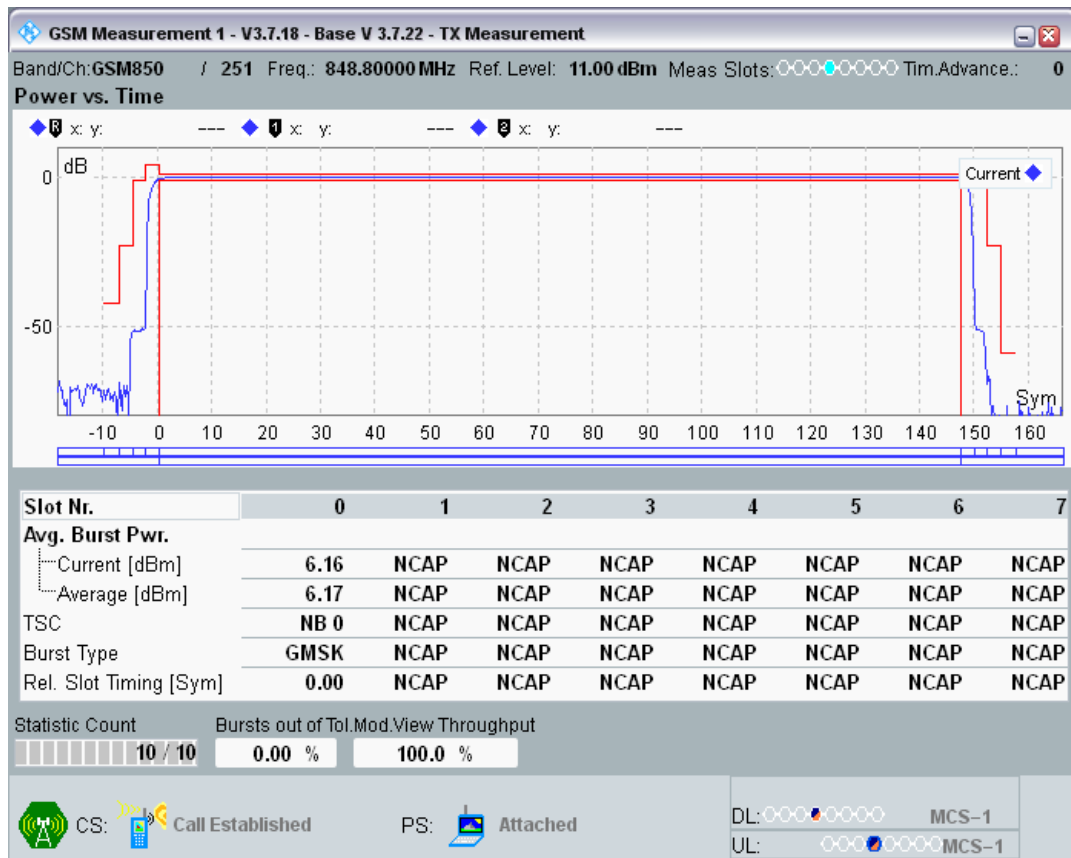 GSM Measurement 1 - V3.7.18 - Base V 3.7.22 - TX Measurement
Band/Ch:GSM850 / 251 Freq.: 848.80000 MHz Ref. Level: 11.00 dBm Meas Slots: Tim.Advance.: 0
Power vs. Time
R x: y: --- 1 x: y: --- 2 x: y: ---
dB
Current
0
-50
Sym
-10 0 10 20 30 40 50 60 70 80 90 100 110 120 130 140 150 160
Slot Nr. 0 1 2 3 4 5 6 7
Avg. Burst Pwr.
Current [dBm] 6.16 NCAP NCAP NCAP NCAP NCAP NCAP NCAP
Average [dBm] 6.17 NCAP NCAP NCAP NCAP NCAP NCAP NCAP
TSC NB 0 NCAP NCAP NCAP NCAP NCAP NCAP NCAP
Burst Type GMSK NCAP NCAP NCAP NCAP NCAP NCAP NCAP
Rel. Slot Timing [Sym] 0.00 NCAP NCAP NCAP NCAP NCAP NCAP NCAP
Statistic Count Bursts out of Tol.Mod.View Throughput
10 / 10 0.00 % 100.0 %
CS: Call Established PS: Attached
DL: MCS-1
UL: MCS-1